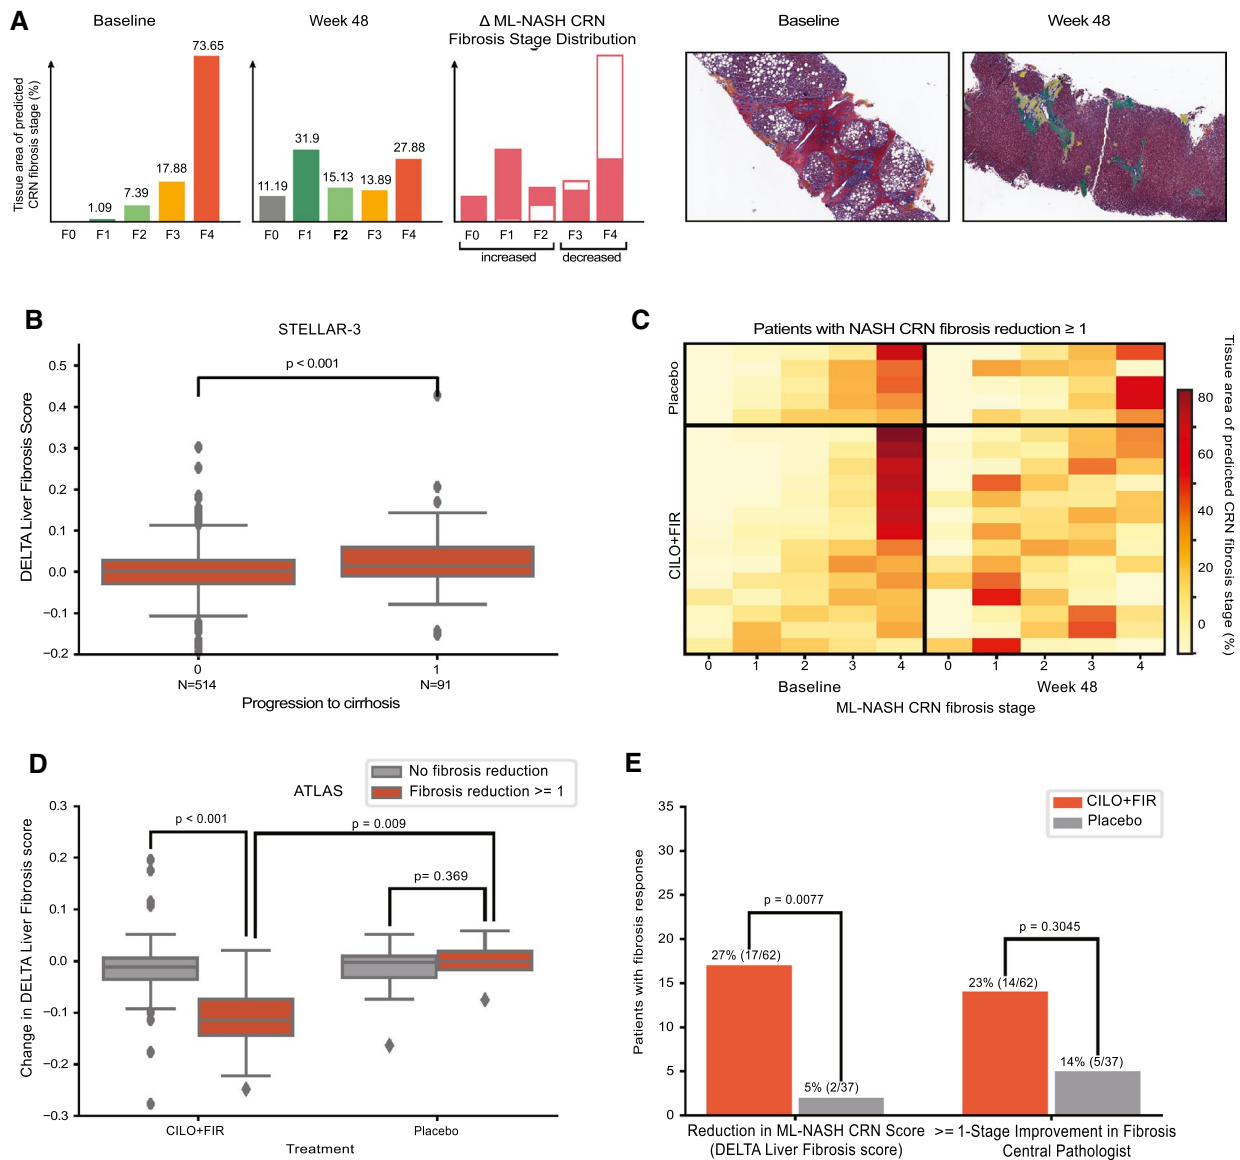 A
Baseline
Week 48
Δ ML-NASH CRN
Fibrosis Stage Distribution
Baseline
Week 48
Tissue area of predicted
CRN fibrosis stage (%)
1.09
7.39
17.88
73.65
F0 F1 F2 F3 F4
11.19
31.9
15.13
13.89
27.88
F0 F1 F2 F3 F4
F0 F1 F2 F3 F4
increased
decreased
B
STELLAR-3
p < 0.001
DELTA Liver Fibrosis Score
0.5
0.4
0.3
0.2
0.1
0.0
−0.1
−0.2
0 1
N=514 N=91
Progression to cirrhosis
C
Patients with NASH CRN fibrosis reduction ≥ 1
Placebo
CILO+FIR
0 1 2 3 4 0 1 2 3 4
Baseline Week 48
ML-NASH CRN fibrosis stage
80
60
40
20
0
Tissue area of predicted CRN fibrosis stage (%)
D
ATLAS
No fibrosis reduction
Fibrosis reduction >= 1
p < 0.001
p = 0.009
p= 0.369
Change in DELTA Liver Fibrosis score
0.3
0.2
0.1
0.0
−0.1
−0.2
−0.3
CILO+FIR Placebo
Treatment
E
CILO+FIR
Placebo
Patients with fibrosis response
35
30
25
20
15
10
5
0
p = 0.0077
27% (17/62)
5% (2/37)
p = 0.3045
23% (14/62)
14% (5/37)
Reduction in ML-NASH CRN Score
(DELTA Liver Fibrosis score)
>= 1-Stage Improvement in Fibrosis
Central Pathologist